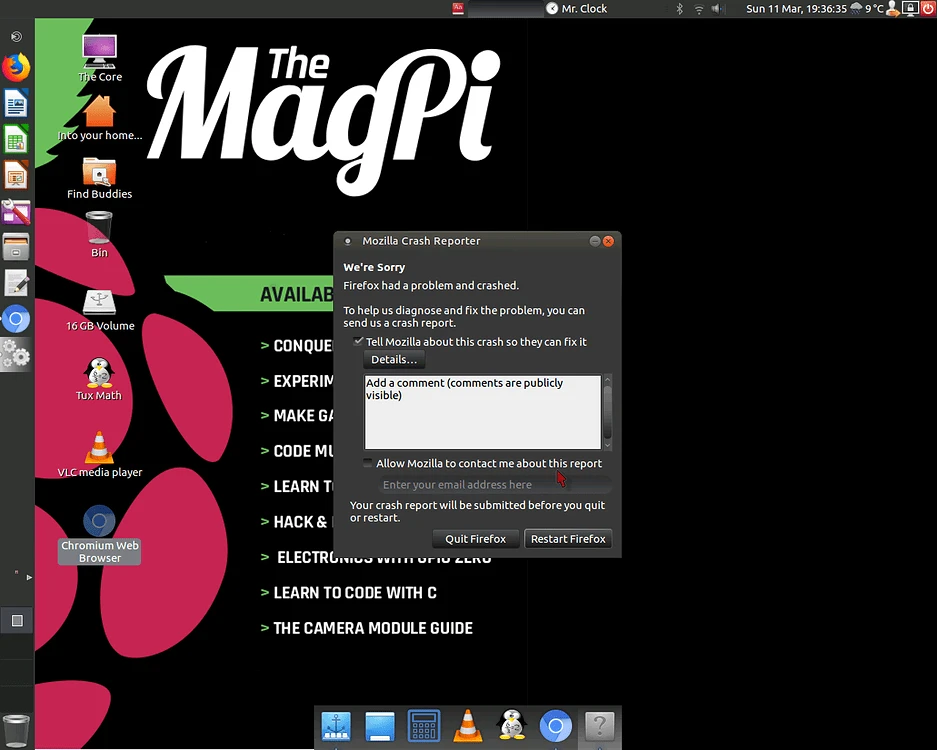 Aa
Mr. Clock
Sun 11 Mar, 19:36:35
9 °C
The Core
Into your home...
Find Buddies
Bin
16 GB Volume
Tux Math
VLC media player
Chromium Web
Browser
The
MagPi
AVAILAB
> CONQUE
> EXPERIM
> MAKE GA
> CODE MU
> LEARN TO
> HACK &
> ELECTRONICS WITH GPIO ZERO
> LEARN TO CODE WITH C
> THE CAMERA MODULE GUIDE
Mozilla Crash Reporter
We're Sorry
Firefox had a problem and crashed.
To help us diagnose and fix the problem, you can
send us a crash report.
Tell Mozilla about this crash so they can fix it
Details...
Add a comment (comments are publicly
visible)
Allow Mozilla to contact me about this report
Enter your email address here
Your crash report will be submitted before you quit
or restart.
Quit Firefox
Restart Firefox
?